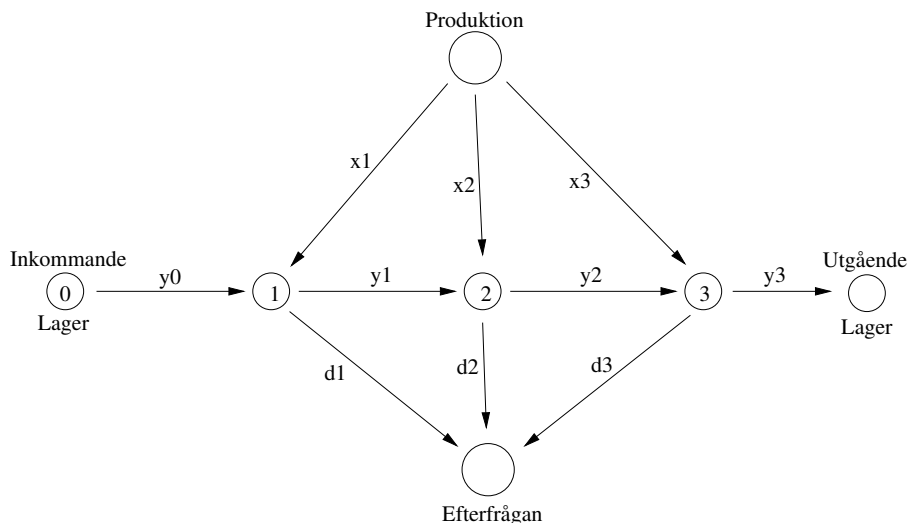 Produktion
x1
x2
x3
Inkommande
Utgående
y0
y1
y2
y3
0
1
2
3
Lager
Lager
d1
d2
d3
Efterfrågan